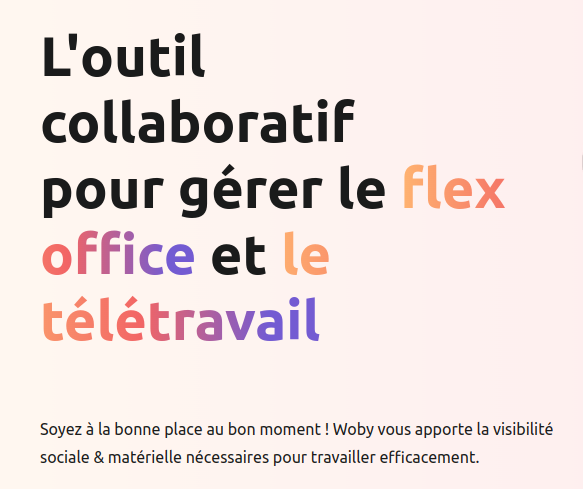 L'outil
collaboratif
pour gérer le flex
office et le
télétravail
Soyez à la bonne place au bon moment ! Woby vous apporte la visibilité
sociale & matérielle nécessaires pour travailler efficacement.